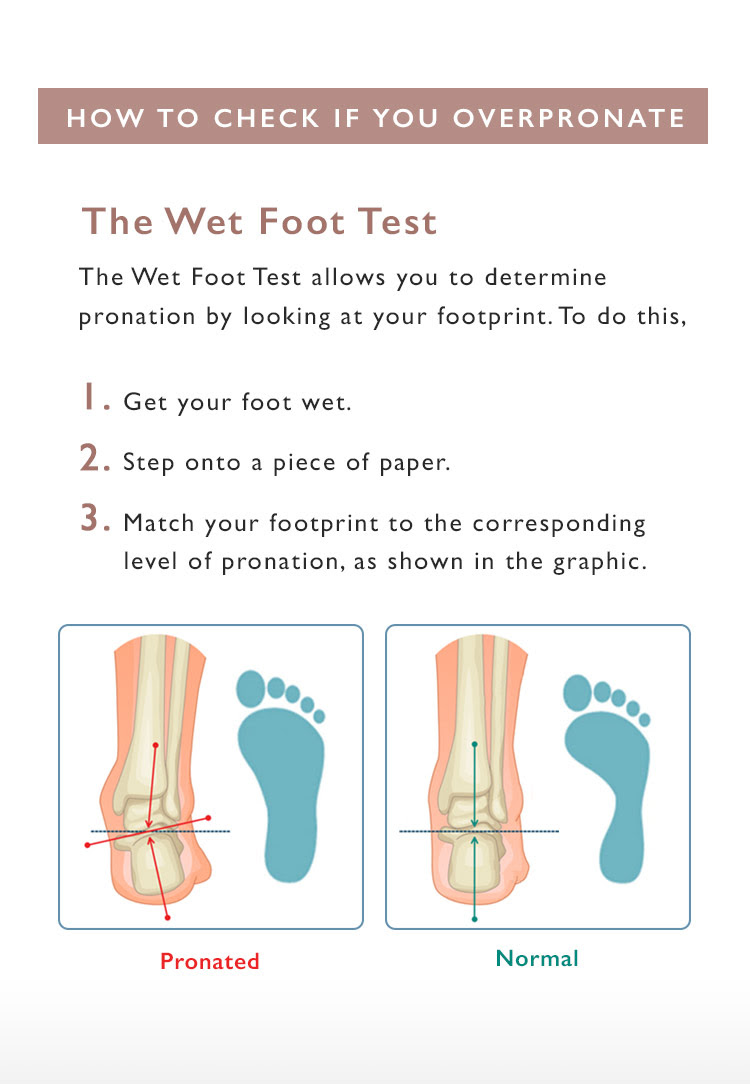 HOW TO CHECK IF YOU OVERPRONATE
The Wet Foot Test
The Wet Foot Test allows you to determine
pronation by looking at your footprint. To do this,
1. Get your foot wet.
2. Step onto a piece of paper.
3. Match your footprint to the corresponding
level of pronation, as shown in the graphic.
Pronated
Normal